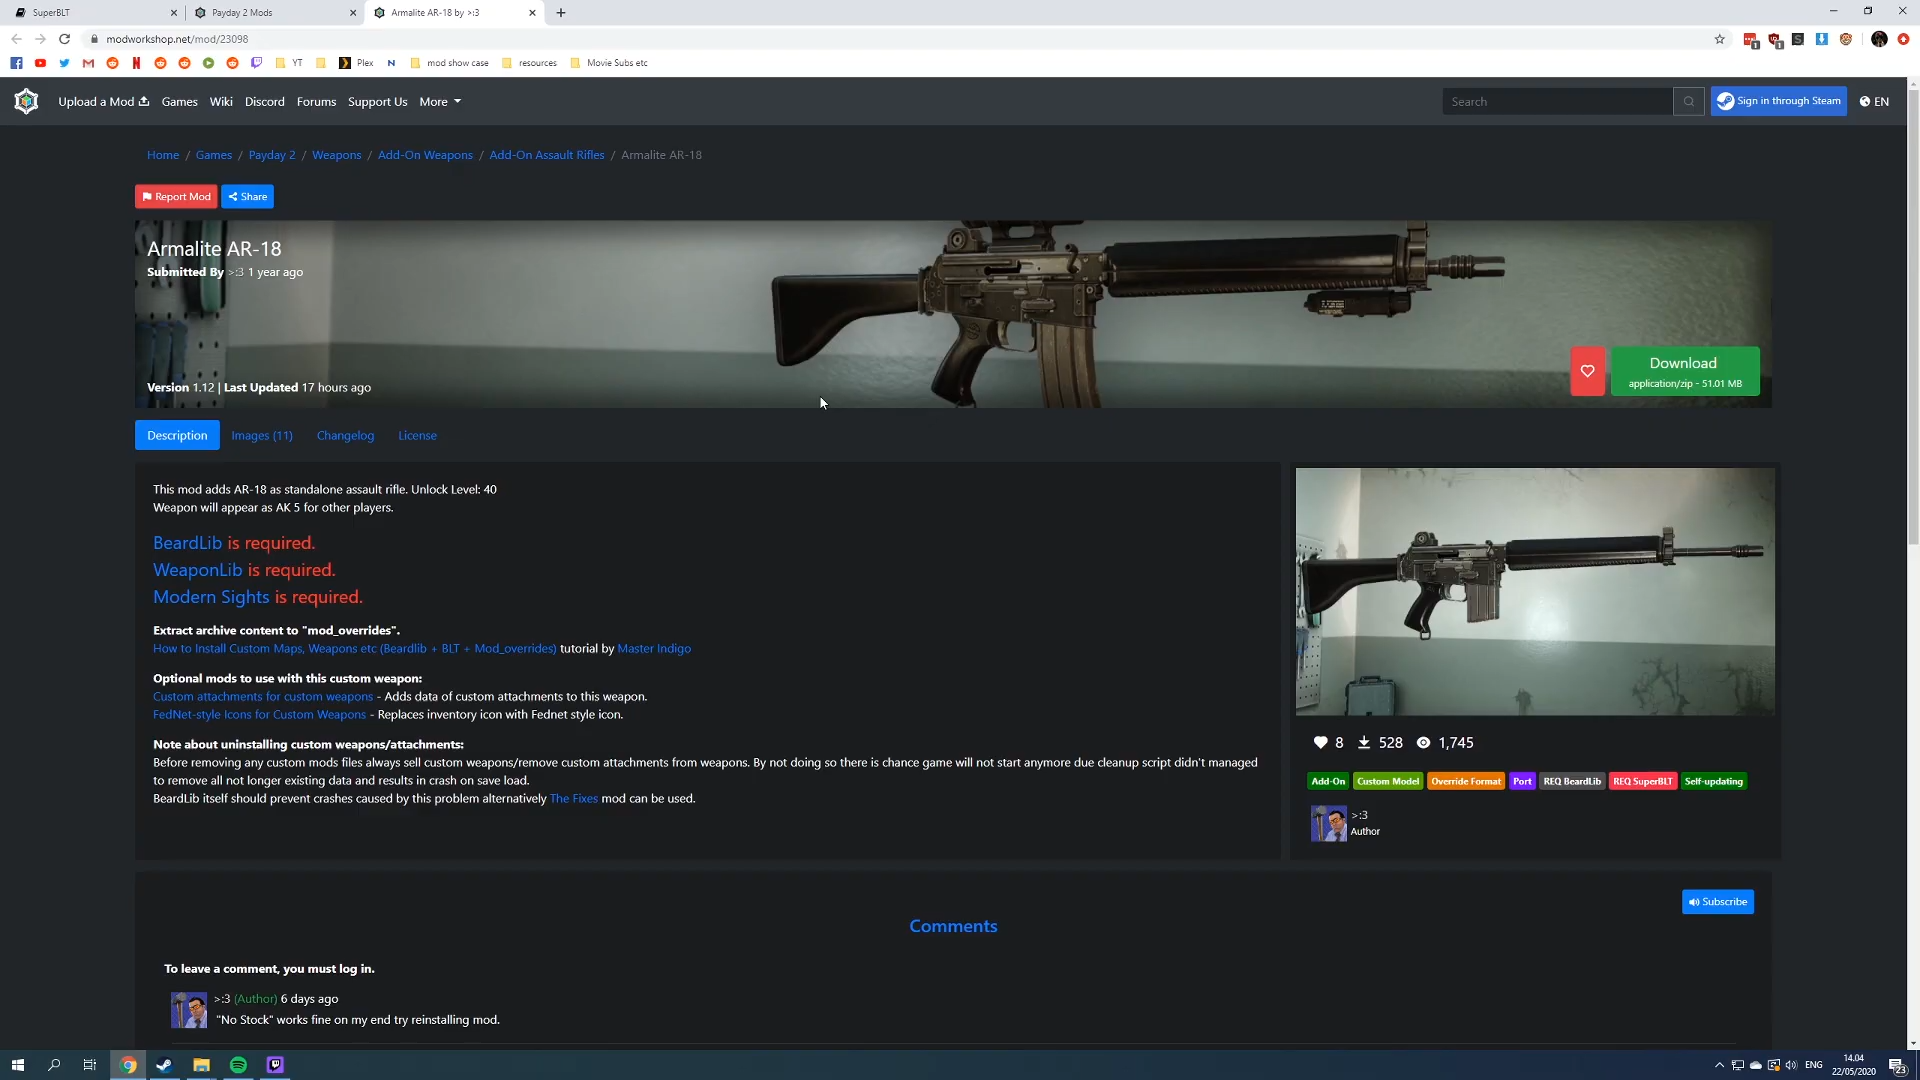 SuperBLT
Payday 2 Mods
Armalite AR-18 by >:3
modworkshop.net/mod/23098
YT
Plex
mod show case
resources
Movie Subs etc
Upload a Mod Games Wiki Discord Forums Support Us More
Search
Sign in through Steam
EN
Home / Games / Payday 2 / Weapons / Add-On Weapons / Add-On Assault Rifles / Armalite AR-18
Report Mod
Share
Armalite AR-18
Submitted By >:3 1 year ago
Version 1.12 | Last Updated 17 hours ago
Download
application/zip - 51.01 MB
Description Images (11) Changelog License
This mod adds AR-18 as standalone assault rifle. Unlock Level: 40
Weapon will appear as AK 5 for other players.
BeardLib is required.
WeaponLib is required.
Modern Sights is required.
Extract archive content to "mod_overrides".
How to Install Custom Maps, Weapons etc (Beardlib + BLT + Mod_overrides) tutorial by Master Indigo
Optional mods to use with this custom weapon:
Custom attachments for custom weapons - Adds data of custom attachments to this weapon.
FedNet-style Icons for Custom Weapons - Replaces inventory icon with Fednet style icon.
Note about uninstalling custom weapons/attachments:
Before removing any custom mods files always sell custom weapons/remove custom attachments from weapons. By not doing so there is chance game will not start anymore due cleanup script didn't managed
to remove all not longer existing data and results in crash on save load.
BeardLib itself should prevent crashes caused by this problem alternatively The Fixes mod can be used.
8 528 1,745
Add-On Custom Model Override Format Port REQ BeardLib REQ SuperBLT Self-updating
>:3
Author
Subscribe
Comments
To leave a comment, you must log in.
>:3 (Author) 6 days ago
"No Stock" works fine on my end try reinstalling mod.
ENG
14.04
22/05/2020
23